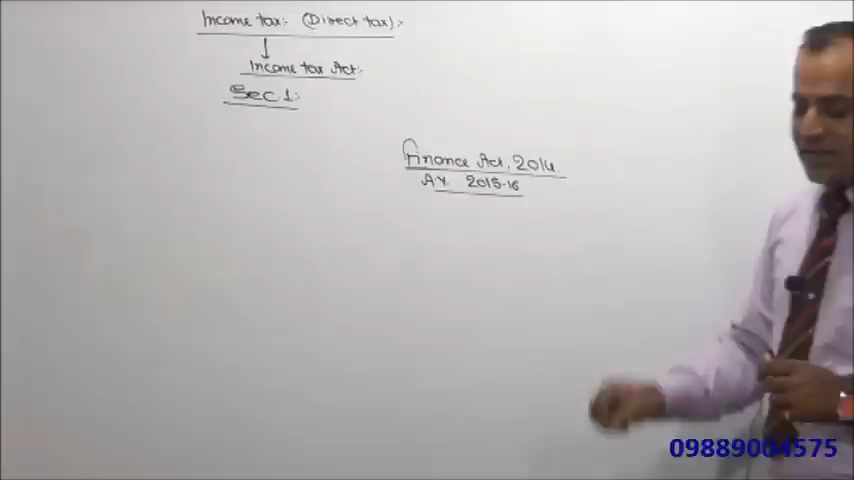 Income tax:- (Direct tax):-
Income tax Act:-
Sec 1:-
Finance Act, 2014
A.Y. 2015-16
09889004575